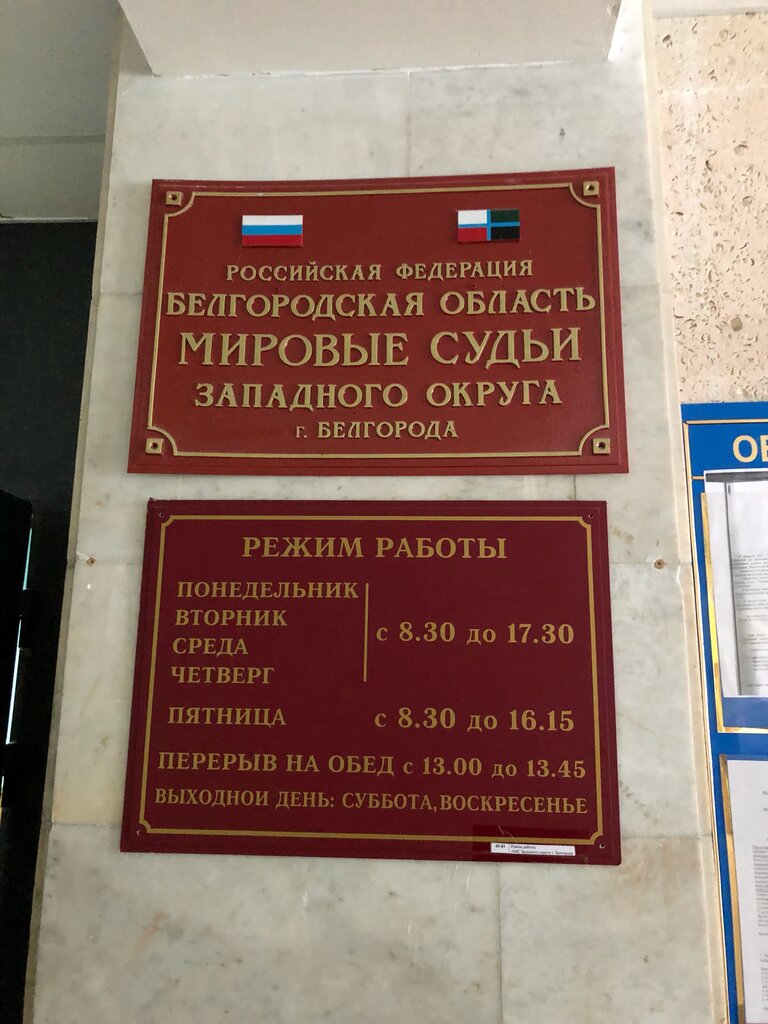 РОССИЙСКАЯ ФЕДЕРАЦИЯ
БЕЛГОРОДСКАЯ ОБЛАСТЬ
МИРОВЫЕ СУДЬИ
ЗАПАДНОГО ОКРУГА
г. БЕЛГОРОДА
РЕЖИМ РАБОТЫ
ПОНЕДЕЛЬНИК
ВТОРНИК
СРЕДА
ЧЕТВЕРГ
с 8.30 до 17.30
ПЯТНИЦА с 8.30 до 16.15
ПЕРЕРЫВ НА ОБЕД с 13.00 до 13.45
ВЫХОДНОЙ ДЕНЬ: СУББОТА, ВОСКРЕСЕНЬЕ
Режим работы